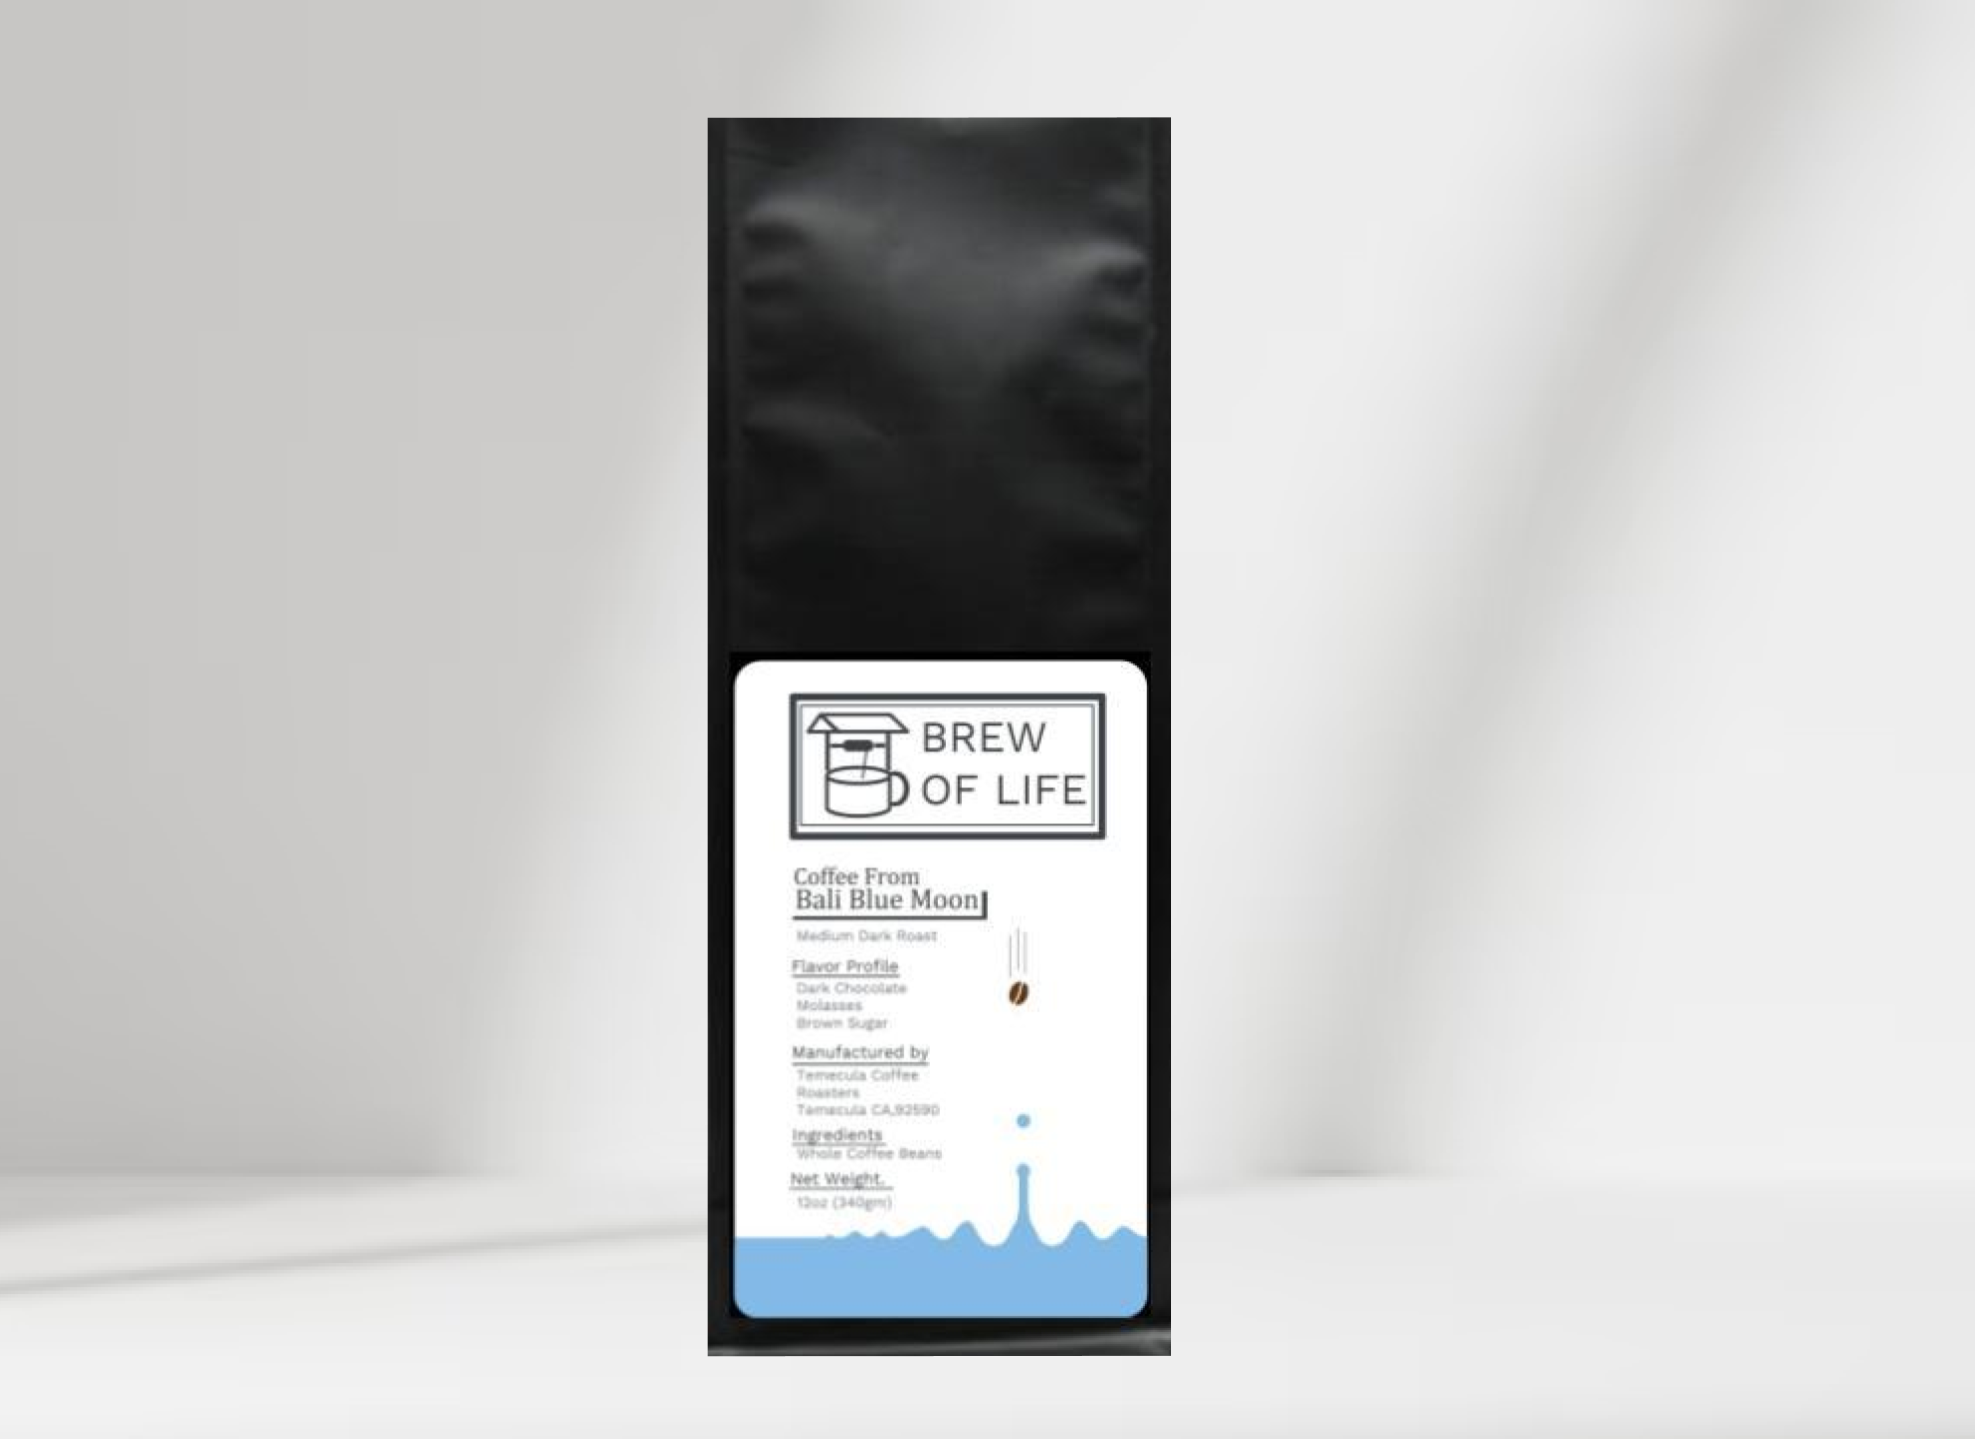 BREW
OF LIFE
Coffee From
Bali Blue Moon
Medium Dark Roast
Flavor Profile
Dark Chocolate
Molasses
Brown Sugar
Manufactured by
Temecula Coffee
Roasters
Temecula CA,92590
Ingredients
Whole Coffee Beans
Net Weight.
12oz (340gm)